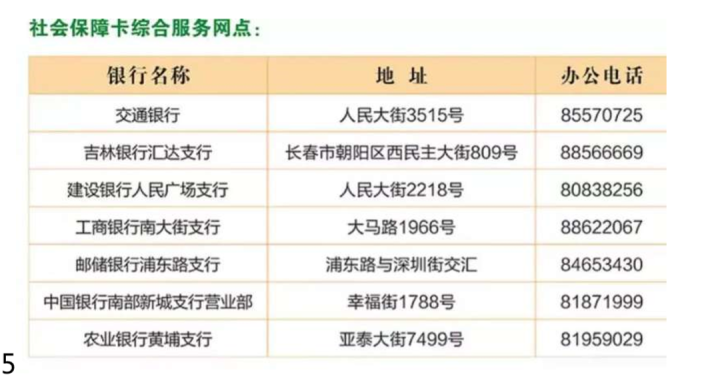 社会保障卡综合服务网点：
银行名称 地 址 办公电话
交通银行 人民大街3515号 85570725
吉林银行汇达支行 长春市朝阳区西民主大街809号 88566669
建设银行人民广场支行 人民大街2218号 80838256
工商银行南大街支行 大马路1966号 88622067
邮储银行浦东路支行 浦东路与深圳街交汇 84653430
中国银行南部新城支行营业部 幸福街1788号 81871999
农业银行黄埔支行 亚泰大街7499号 81959029
5